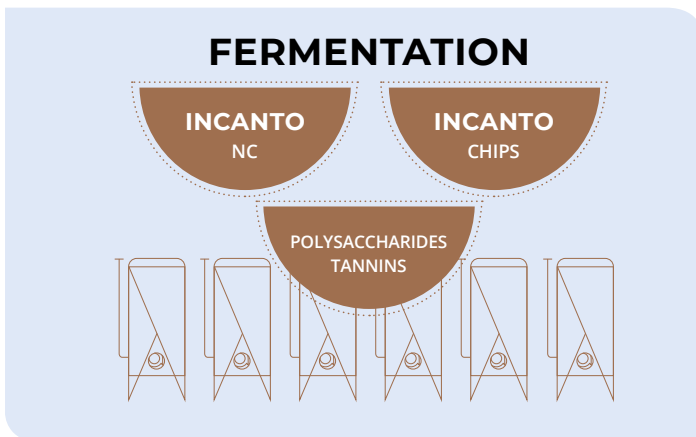 FERMENTATION
INCANTO
NC
INCANTO
CHIPS
POLYSACCHARIDES
TANNINS